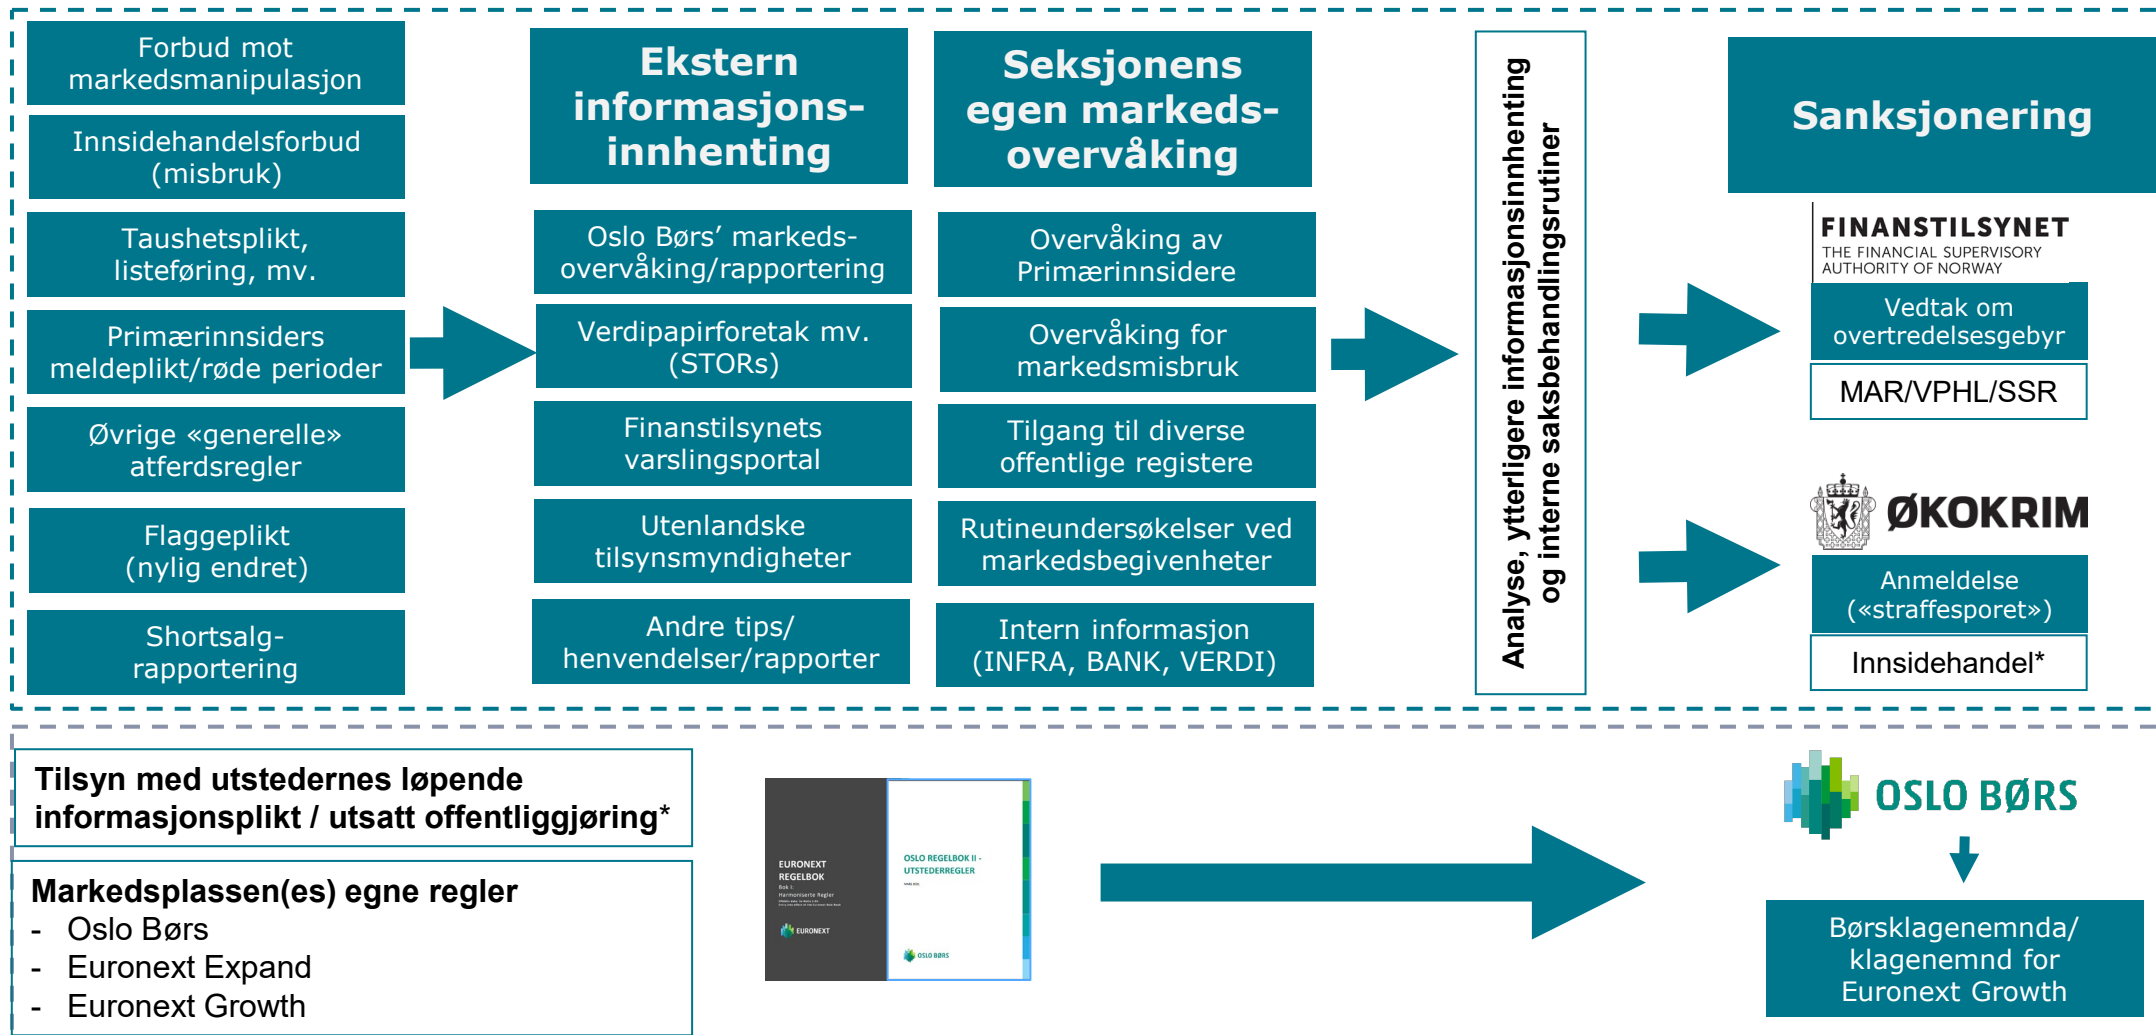 Forbud mot
markedsmanipulasjon
Innsidehandelsforbud
(misbruk)
Taushetsplikt,
listeføring, mv.
Primærinnsiders
meldeplikt/røde perioder
Øvrige «generelle»
atferdsregler
Flaggeplikt
(nylig endret)
Shortsalg-
rapportering
Ekstern
informasjons-
innhenting
Oslo Børs’ markeds-
overvåking/rapportering
Verdipapirforetak mv.
(STORs)
Finanstilsynets
varslingsportal
Utenlandske
tilsynsmyndigheter
Andre tips/
henvendelser/rapporter
Seksjonens
egen markeds-
overvåking
Overvåking av
Primærinnsidere
Overvåking for
markedsmisbruk
Tilgang til diverse
offentlige registere
Rutineundersøkelser ved
markedsbegivenheter
Intern informasjon
(INFRA, BANK, VERDI)
Analyse, ytterligere informasjonsinnhenting
og interne saksbehandlingsrutiner
Sanksjonering
FINANSTILSYNET
THE FINANCIAL SUPERVISORY
AUTHORITY OF NORWAY
Vedtak om
overtredelsesgebyr
MAR/VPHL/SSR
ØKOKRIM
Anmeldelse
(«straffesporet»)
Innsidehandel*
Tilsyn med utstedernes løpende
informasjonsplikt / utsatt offentliggjøring*
Markedsplassen(es) egne regler
- Oslo Børs
- Euronext Expand
- Euronext Growth
EURONEXT
REGELBOK
Bok I:
Harmoniserte Regler
EURONEXT
OSLO REGELBOK II -
UTSTEDERREGLER
OSLO BØRS
OSLO BØRS
Børsklagenemnda/
klagenemnd for
Euronext Growth